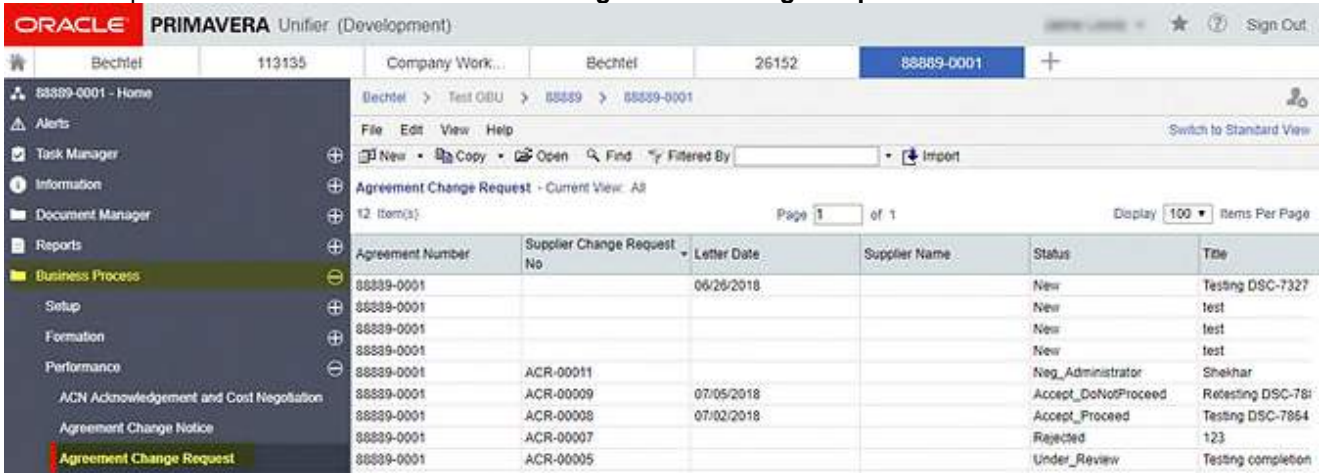 ORACLE PRIMAVERA Unifier (Development) Sign Out
Bechtel 113135 Company Work... Bechtel 26152 88889-0001
88889-0001 - Home
Alerts
Task Manager
Information
Document Manager
Reports
Business Process
Setup
Formation
Performance
ACN Acknowledgement and Cost Negotiation
Agreement Change Notice
Agreement Change Request
Bechtel > Test GBU > 88889 > 88889-0001
File Edit View Help Switch to Standard View
New Copy Open Find Filtered By Import
Agreement Change Request - Current View: All
12 Item(s) Page 1 of 1 Display 100 Items Per Page
Agreement Number Supplier Change Request No Letter Date Supplier Name Status Title
88889-0001 06/26/2018 New Testing DSC-7327
88889-0001 New test
88889-0001 New test
88889-0001 New test
88889-0001 ACR-00011 Neg_Administrator Shekhar
88889-0001 ACR-00009 07/05/2018 Accept_DoNotProceed Retesting DSC-78
88889-0001 ACR-00008 07/02/2018 Accept_Proceed Testing DSC-7864
88889-0001 ACR-00007 Rejected 123
88889-0001 ACR-00005 Under_Review Testing completion